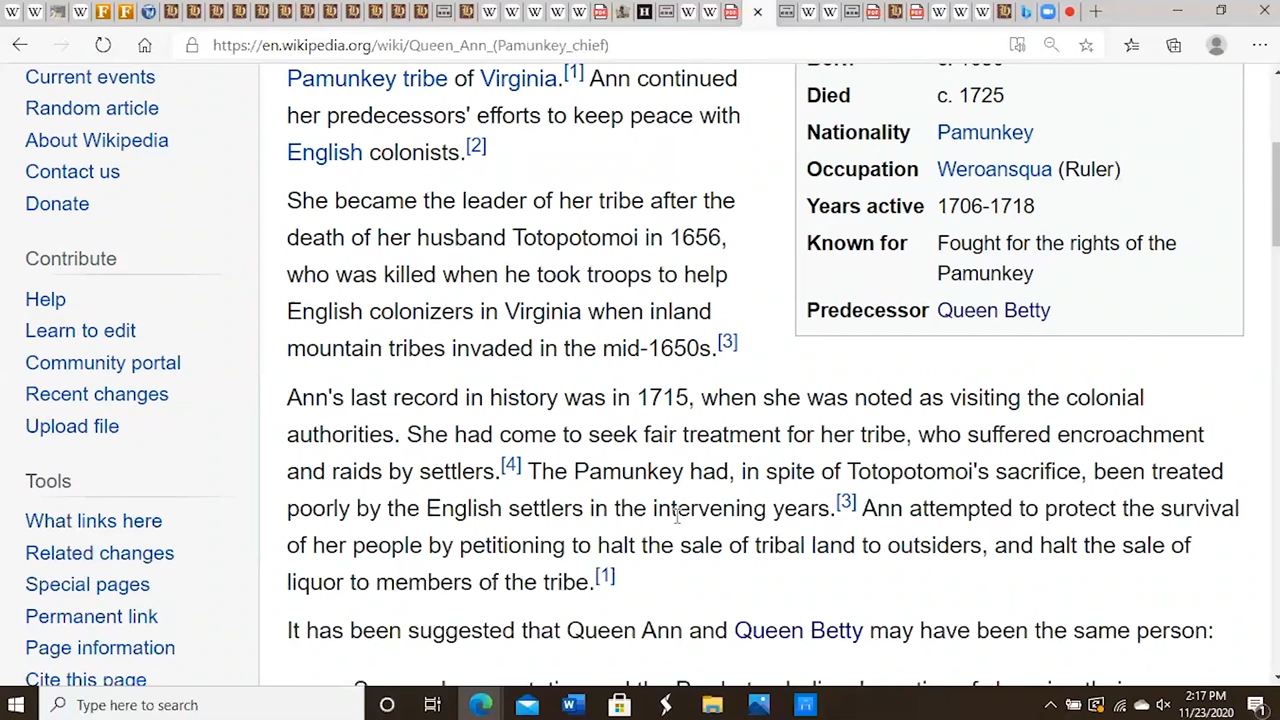 https://en.wikipedia.org/wiki/Queen_Ann_(Pamunkey_chief)
Current events
Random article
About Wikipedia
Contact us
Donate
Contribute
Help
Learn to edit
Community portal
Recent changes
Upload file
Tools
What links here
Related changes
Special pages
Permanent link
Page information
Cite this page
Pamunkey tribe of Virginia.[1] Ann continued
her predecessors' efforts to keep peace with
English colonists.[2]
She became the leader of her tribe after the
death of her husband Totopotomoi in 1656,
who was killed when he took troops to help
English colonizers in Virginia when inland
mountain tribes invaded in the mid-1650s.[3]
Died c. 1725
Nationality Pamunkey
Occupation Weroansqua (Ruler)
Years active 1706-1718
Known for Fought for the rights of the
Pamunkey
Predecessor Queen Betty
Ann's last record in history was in 1715, when she was noted as visiting the colonial
authorities. She had come to seek fair treatment for her tribe, who suffered encroachment
and raids by settlers.[4] The Pamunkey had, in spite of Totopotomoi's sacrifice, been treated
poorly by the English settlers in the intervening years.[3] Ann attempted to protect the survival
of her people by petitioning to halt the sale of tribal land to outsiders, and halt the sale of
liquor to members of the tribe.[1]
It has been suggested that Queen Ann and Queen Betty may have been the same person:
Type here to search
2:17 PM
11/23/2020